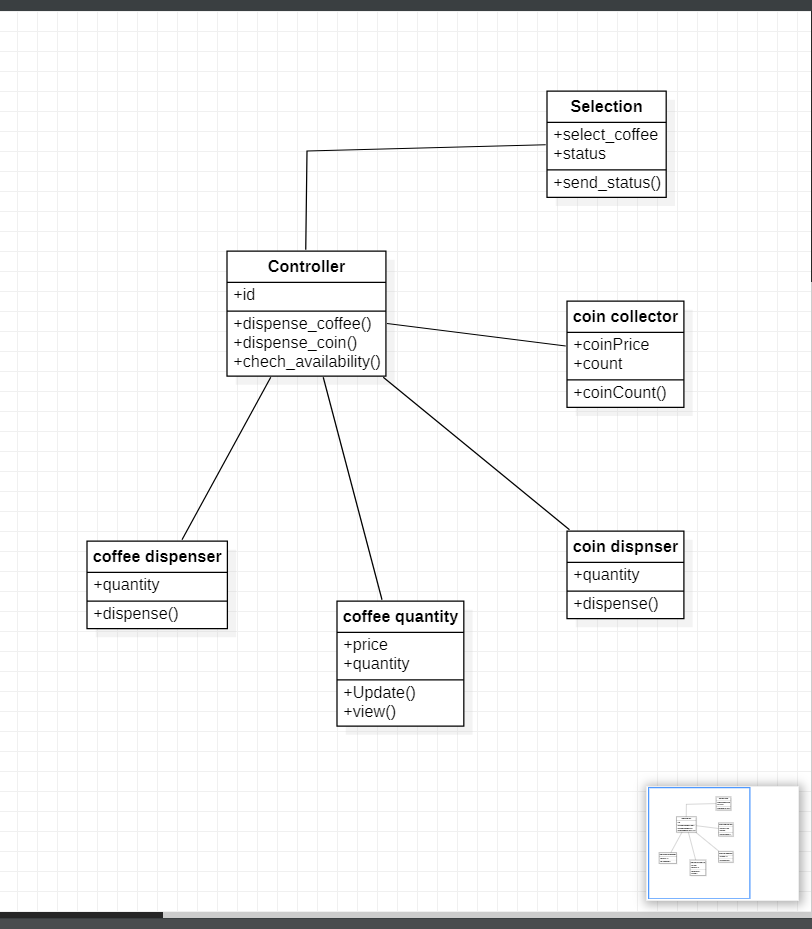 Selection
+select_coffee
+status
+send_status()
Controller
+id
+dispense_coffee()
+dispense_coin()
+chech_availability()
coin collector
+coinPrice
+count
+coinCount()
coffee dispenser
+quantity
+dispense()
coffee quantity
+price
+quantity
+Update()
+view()
coin dispnser
+quantity
+dispense()